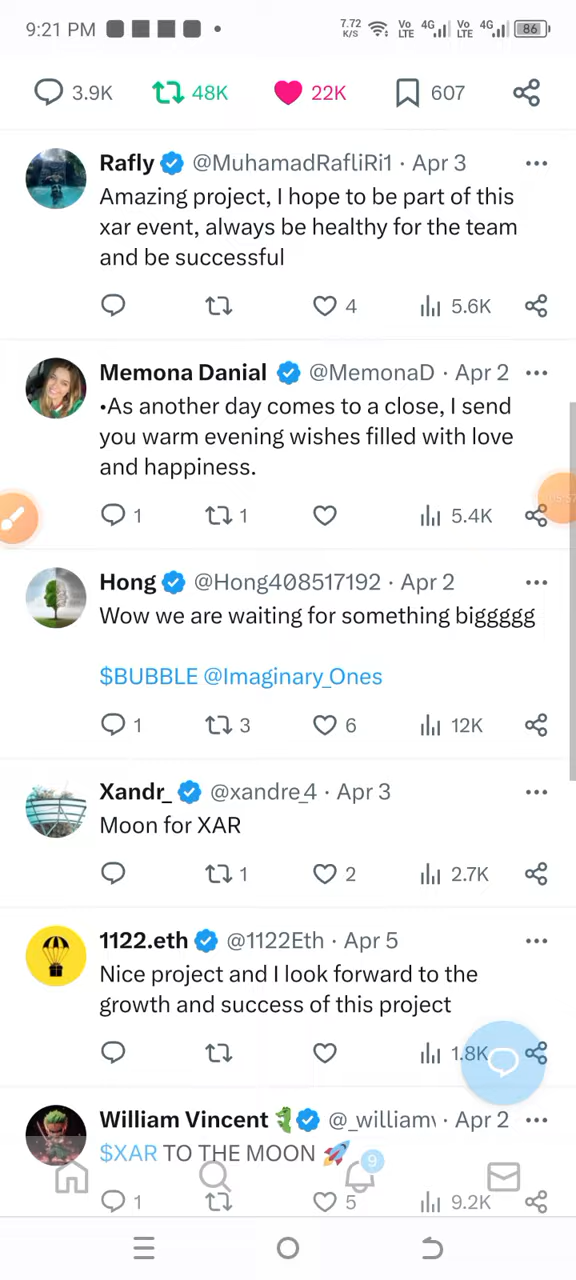 9:21 PM 7.72 K/S Vo LTE 4G Vo LTE 4G 86
3.9K 48K 22K 607
Rafly @MuhamadRafliRi1 · Apr 3
Amazing project, I hope to be part of this
xar event, always be healthy for the team
and be successful
4 5.6K
Memona Danial @MemonaD · Apr 2
•As another day comes to a close, I send
you warm evening wishes filled with love
and happiness.
1 1 5.4K
Hong @Hong408517192 · Apr 2
Wow we are waiting for something biggggg
$BUBBLE @Imaginary_Ones
1 3 6 12K
Xandr_ @xandre_4 · Apr 3
Moon for XAR
1 2 2.7K
1122.eth @1122Eth · Apr 5
Nice project and I look forward to the
growth and success of this project
1.8K
William Vincent @_william · Apr 2
$XAR TO THE MOON 🚀
9
1 5 9.2K